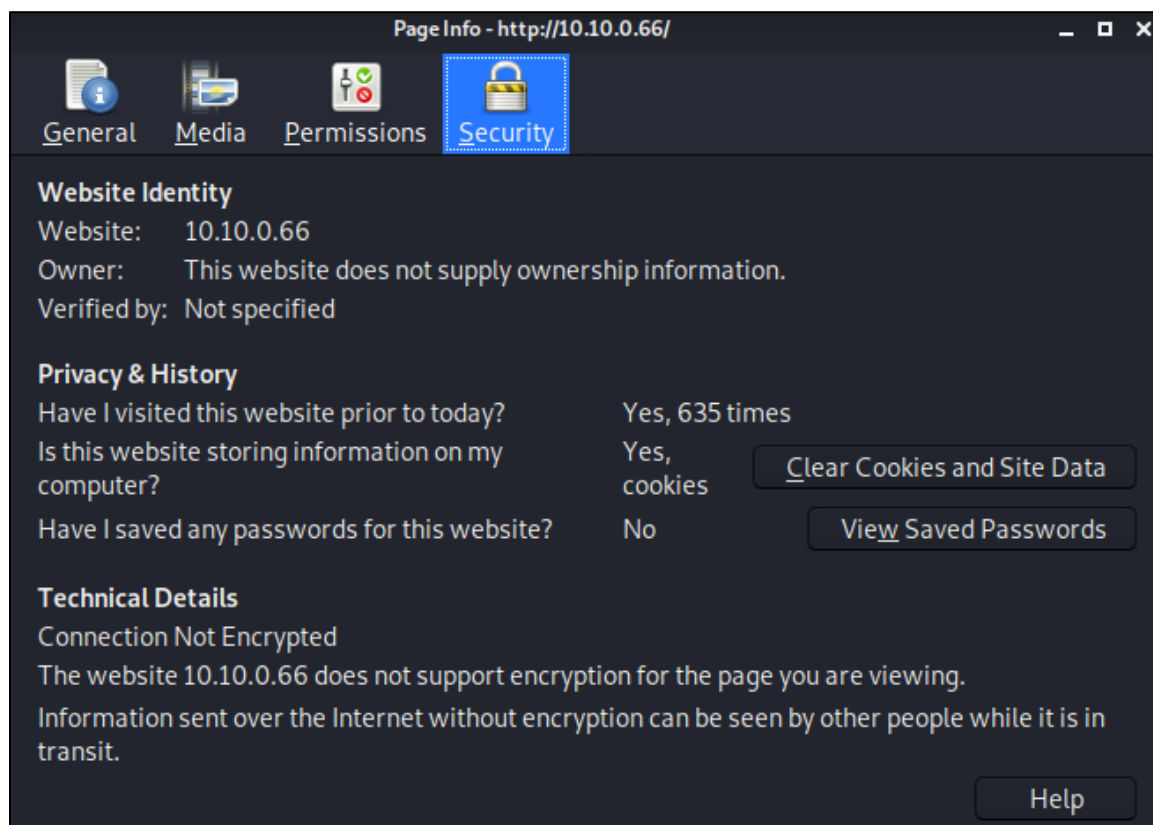 Page Info - http://10.10.0.66/
General Media Permissions Security
Website Identity
Website: 10.10.0.66
Owner: This website does not supply ownership information.
Verified by: Not specified
Privacy & History
Have I visited this website prior to today? Yes, 635 times
Is this website storing information on my computer? Yes, cookies Clear Cookies and Site Data
Have I saved any passwords for this website? No View Saved Passwords
Technical Details
Connection Not Encrypted
The website 10.10.0.66 does not support encryption for the page you are viewing.
Information sent over the Internet without encryption can be seen by other people while it is in
transit.
Help